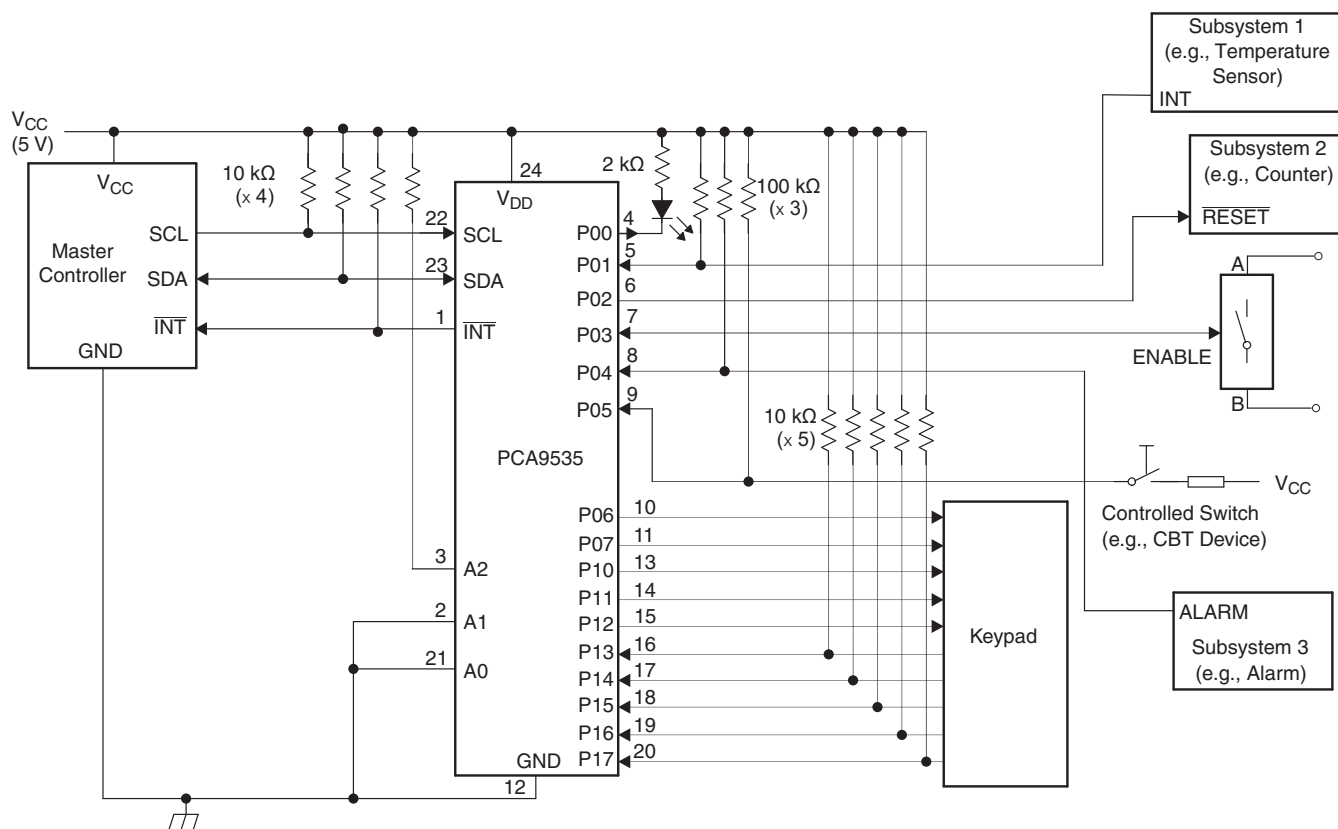 Subsystem 1
(e.g., Temperature
Sensor)
INT
VCC
(5 V)
Subsystem 2
(e.g., Counter)
RESET
VCC
Master
Controller
SCL
SDA
INT
GND
10 kΩ
(x 4)
24
VDD
22
SCL
23
SDA
1
INT
3
A2
2
A1
21
A0
PCA9535
GND
12
2 kΩ
100 kΩ
(x 3)
P00
4
P01
5
P02
6
P03
7
P04
8
P05
9
P06
10
P07
11
P10
13
P11
14
P12
15
P13
16
P14
17
P15
18
P16
19
P17
20
10 kΩ
(x 5)
Keypad
A
ENABLE
B
VCC
Controlled Switch
(e.g., CBT Device)
ALARM
Subsystem 3
(e.g., Alarm)